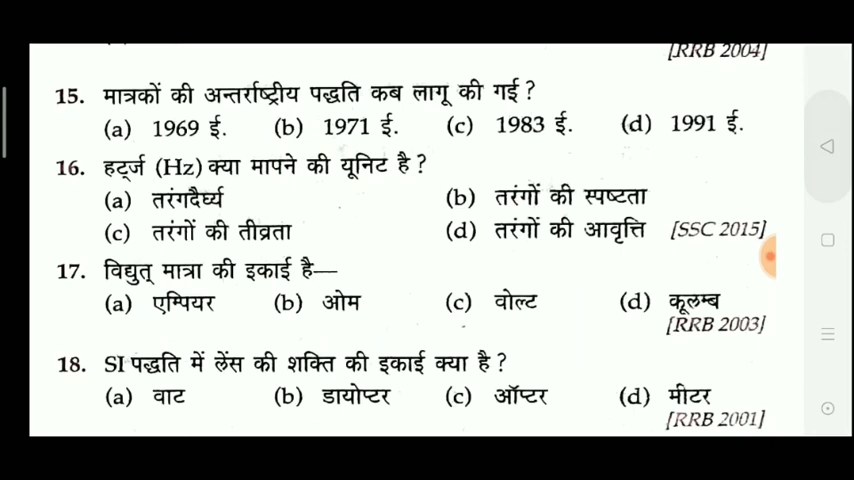 [RRB 2004]
15. मात्रकों की अन्तर्राष्ट्रीय पद्धति कब लागू की गई ?
(a) 1969 ई. (b) 1971 ई. (c) 1983 ई. (d) 1991 ई.
16. हर्ट्ज (Hz) क्या मापने की यूनिट है ?
(a) तरंगदैर्घ्य (b) तरंगों की स्पष्टता
(c) तरंगों की तीव्रता (d) तरंगों की आवृत्ति [SSC 2015]
17. विद्युत् मात्रा की इकाई है—
(a) एम्पियर (b) ओम (c) वोल्ट (d) कूलम्ब
[RRB 2003]
18. SI पद्धति में लेंस की शक्ति की इकाई क्या है ?
(a) वाट (b) डायोप्टर (c) ऑप्टर (d) मीटर
[RRB 2001]